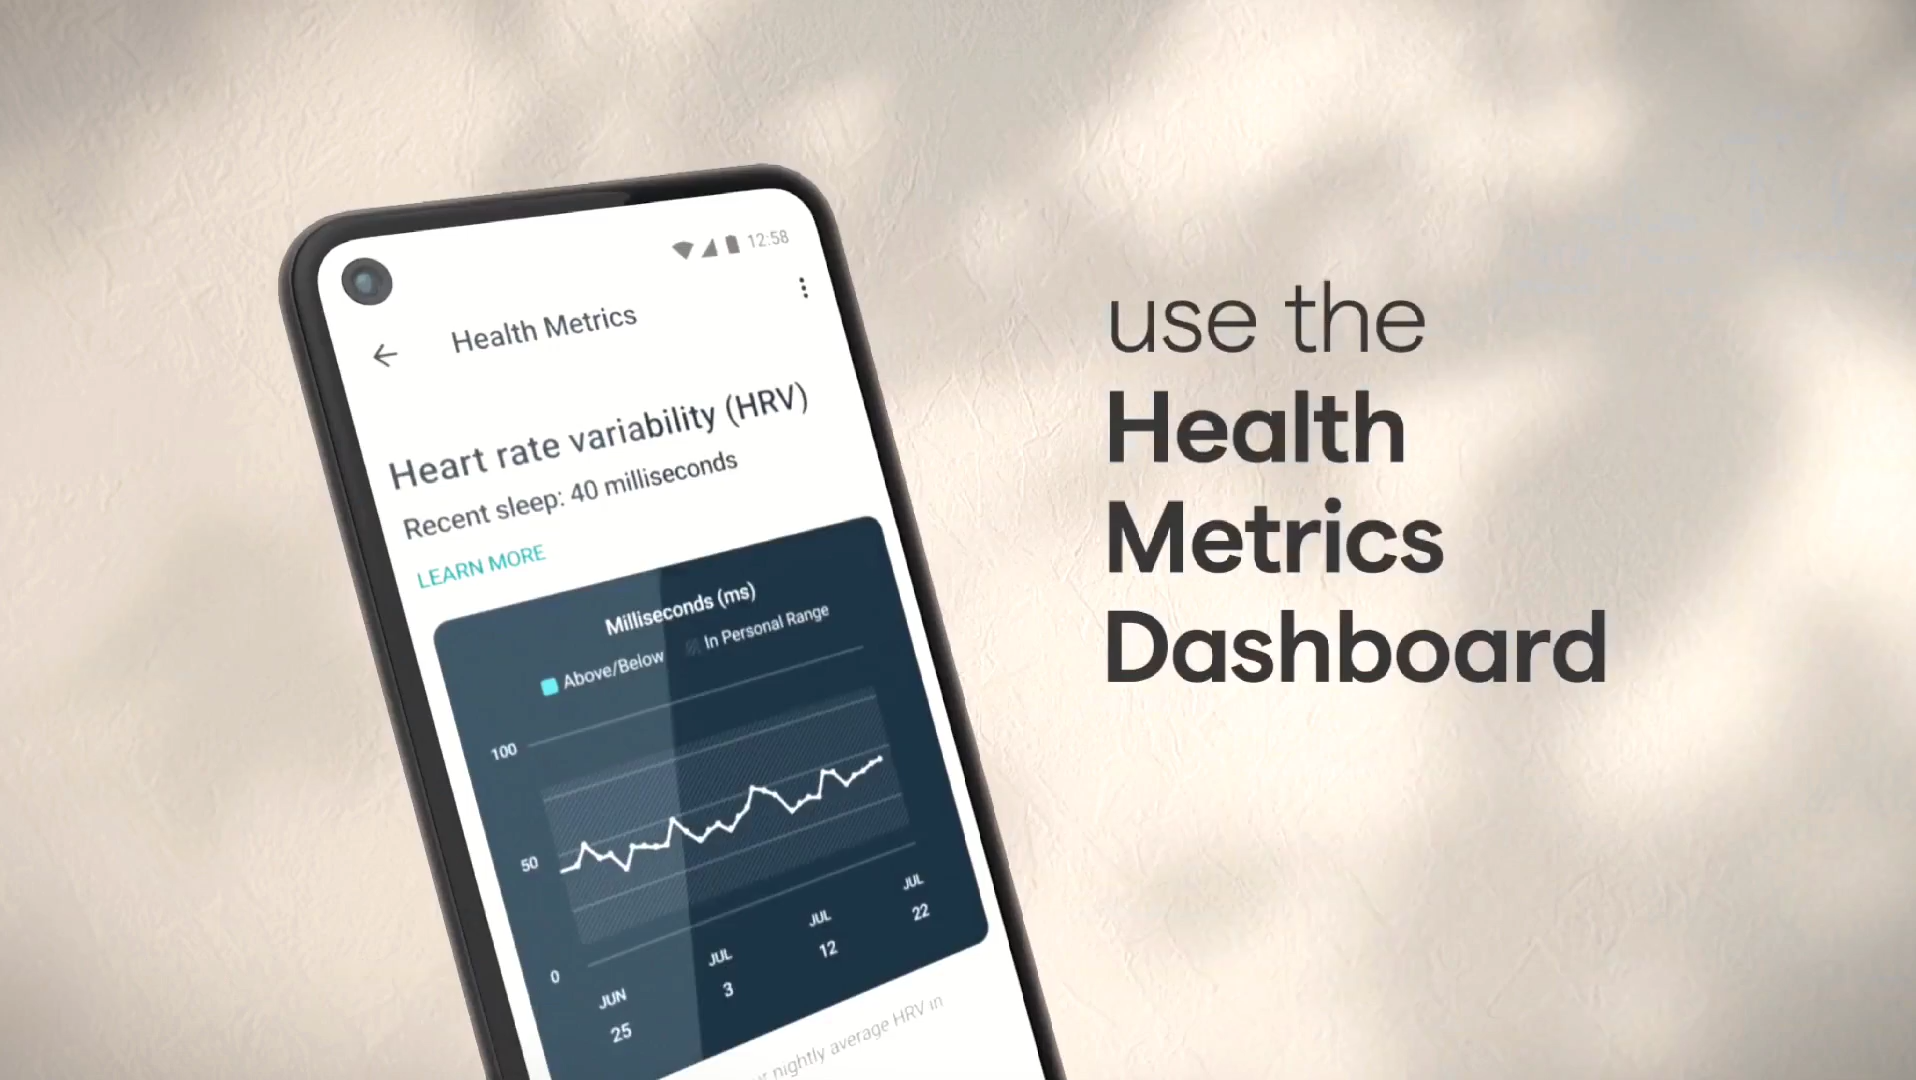 12:58
Health Metrics
Heart rate variability (HRV)
Recent sleep: 40 milliseconds
LEARN MORE
Milliseconds (ms)
Above/Below
In Personal Range
100
50
0
JUN 25
JUL 3
JUL 12
JUL 22
nightly average HRV in
use the
Health
Metrics
Dashboard